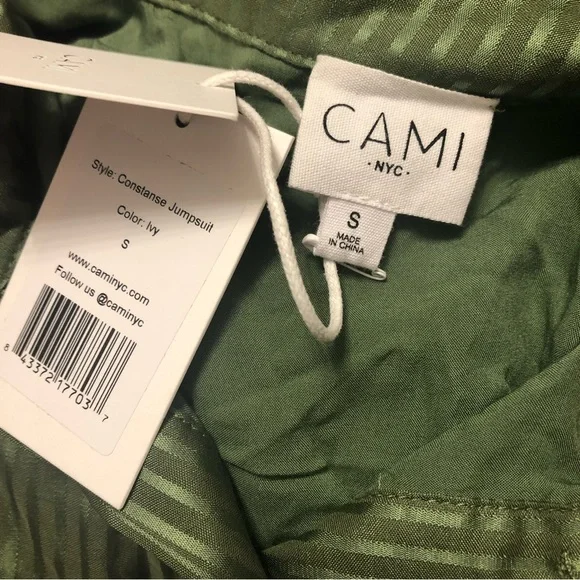 Style: Constanse Jumpsuit
Color: Ivy
S
www.caminyc.com
Follow us @caminyc
8 43372 17703 7
CAMI
· NYC ·
S
MADE
IN CHINA